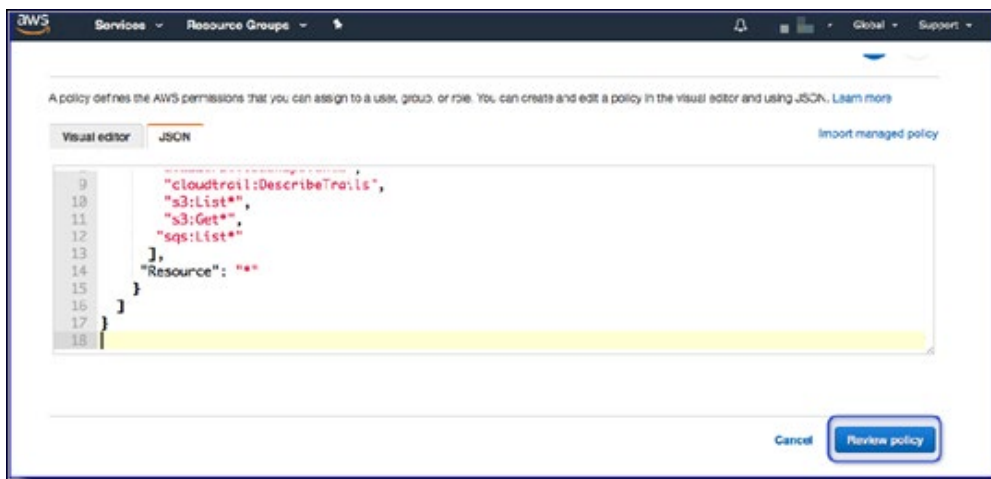 aws Services Resource Groups Global Support
A policy defines the AWS permissions that you can assign to a user, group, or role. You can create and edit a policy in the visual editor and using JSON. Learn more
Visual editor JSON Import managed policy
9 "cloudtrail:DescribeTrails",
10 "s3:List*",
11 "s3:Get*",
12 "sqs:List*"
13 ],
14 "Resource": "*"
15 }
16 ]
17 }
18
Cancel Review policy